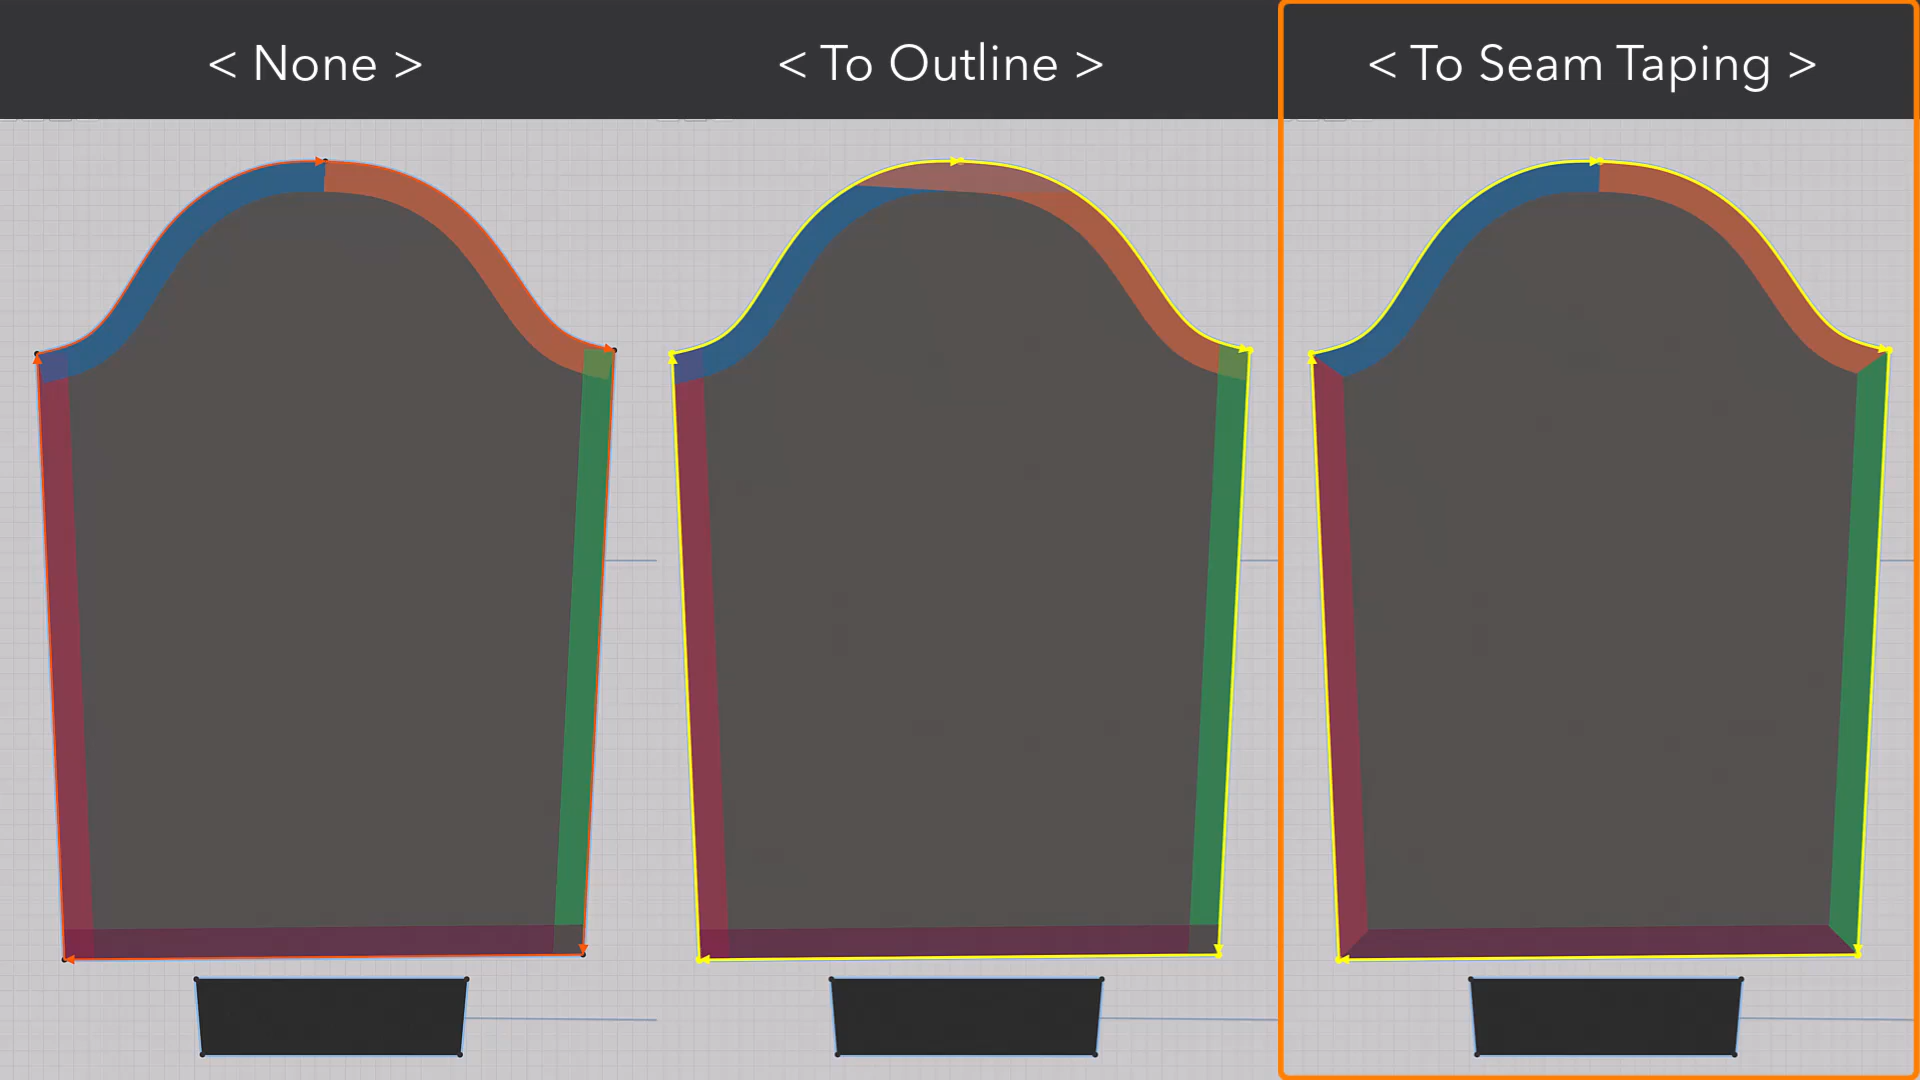 < None >
< To Outline >
< To Seam Taping >